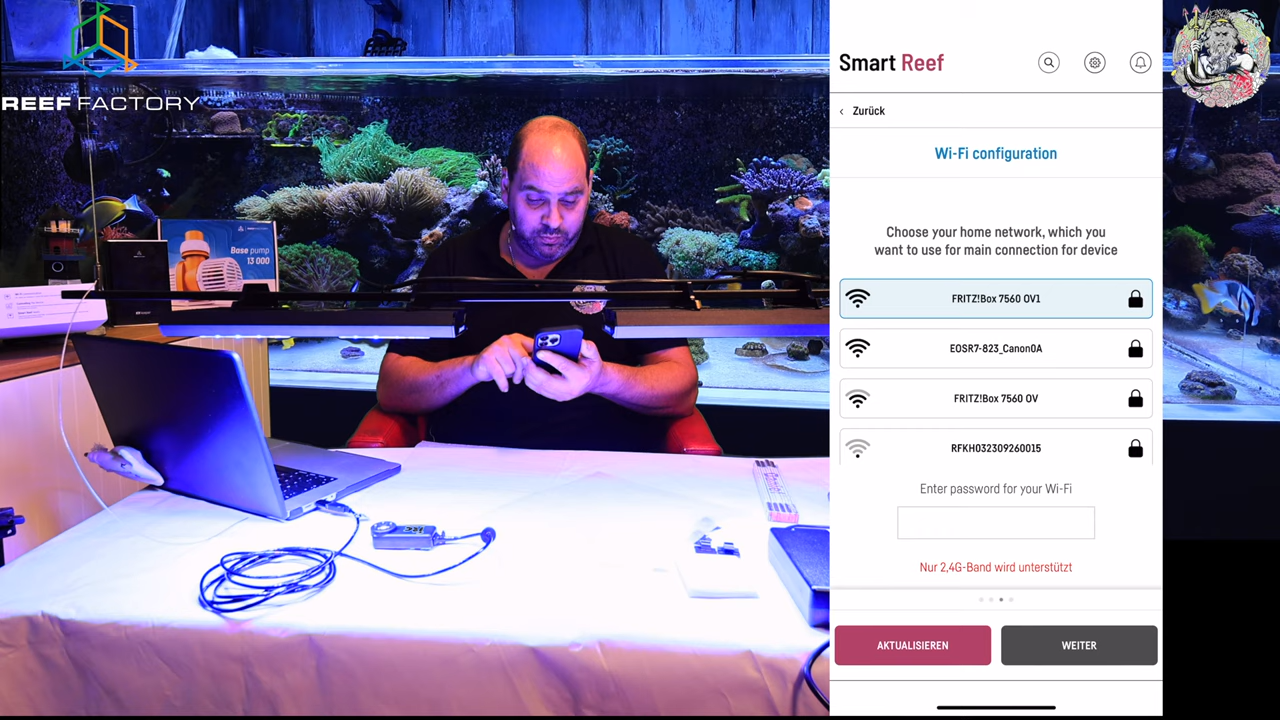 REEF FACTORY
Base pump
13 000
Smart Reef
Zurück
Wi-Fi configuration
Choose your home network, which you
want to use for main connection for device
FRITZ!Box 7560 OV1
EOSR7-823_Canon0A
FRITZ!Box 7560 OV
RFKH032309260015
Enter password for your Wi-Fi
Nur 2,4G-Band wird unterstützt
AKTUALISIEREN
WEITER